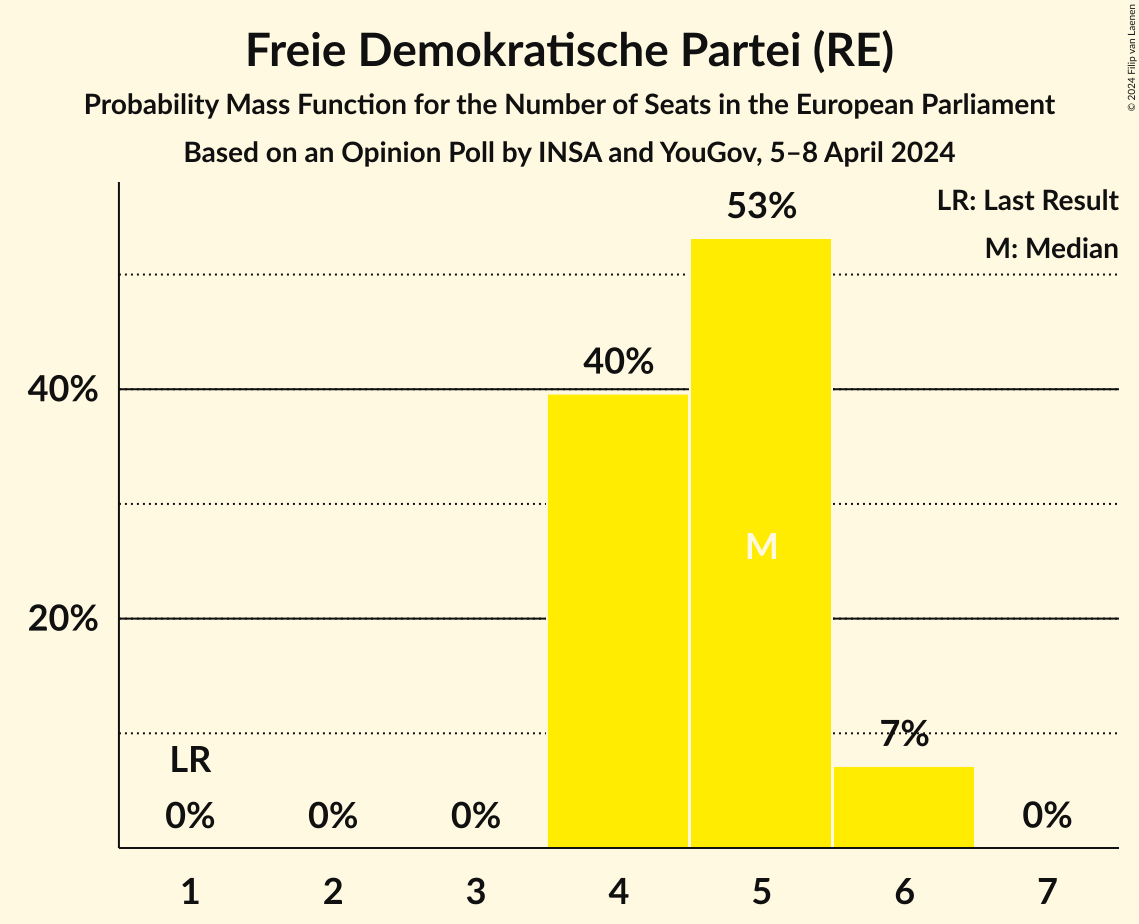 Freie Demokratische Partei (RE)
Probability Mass Function for the Number of Seats in the European Parliament
Based on an Opinion Poll by INSA and YouGov, 5–8 April 2024
© 2024 Filip van Laenen
LR: Last Result
M: Median
53%
40%
40%
M
20%
7%
LR
0%
0%
0%
0%
1
2
3
4
5
6
7